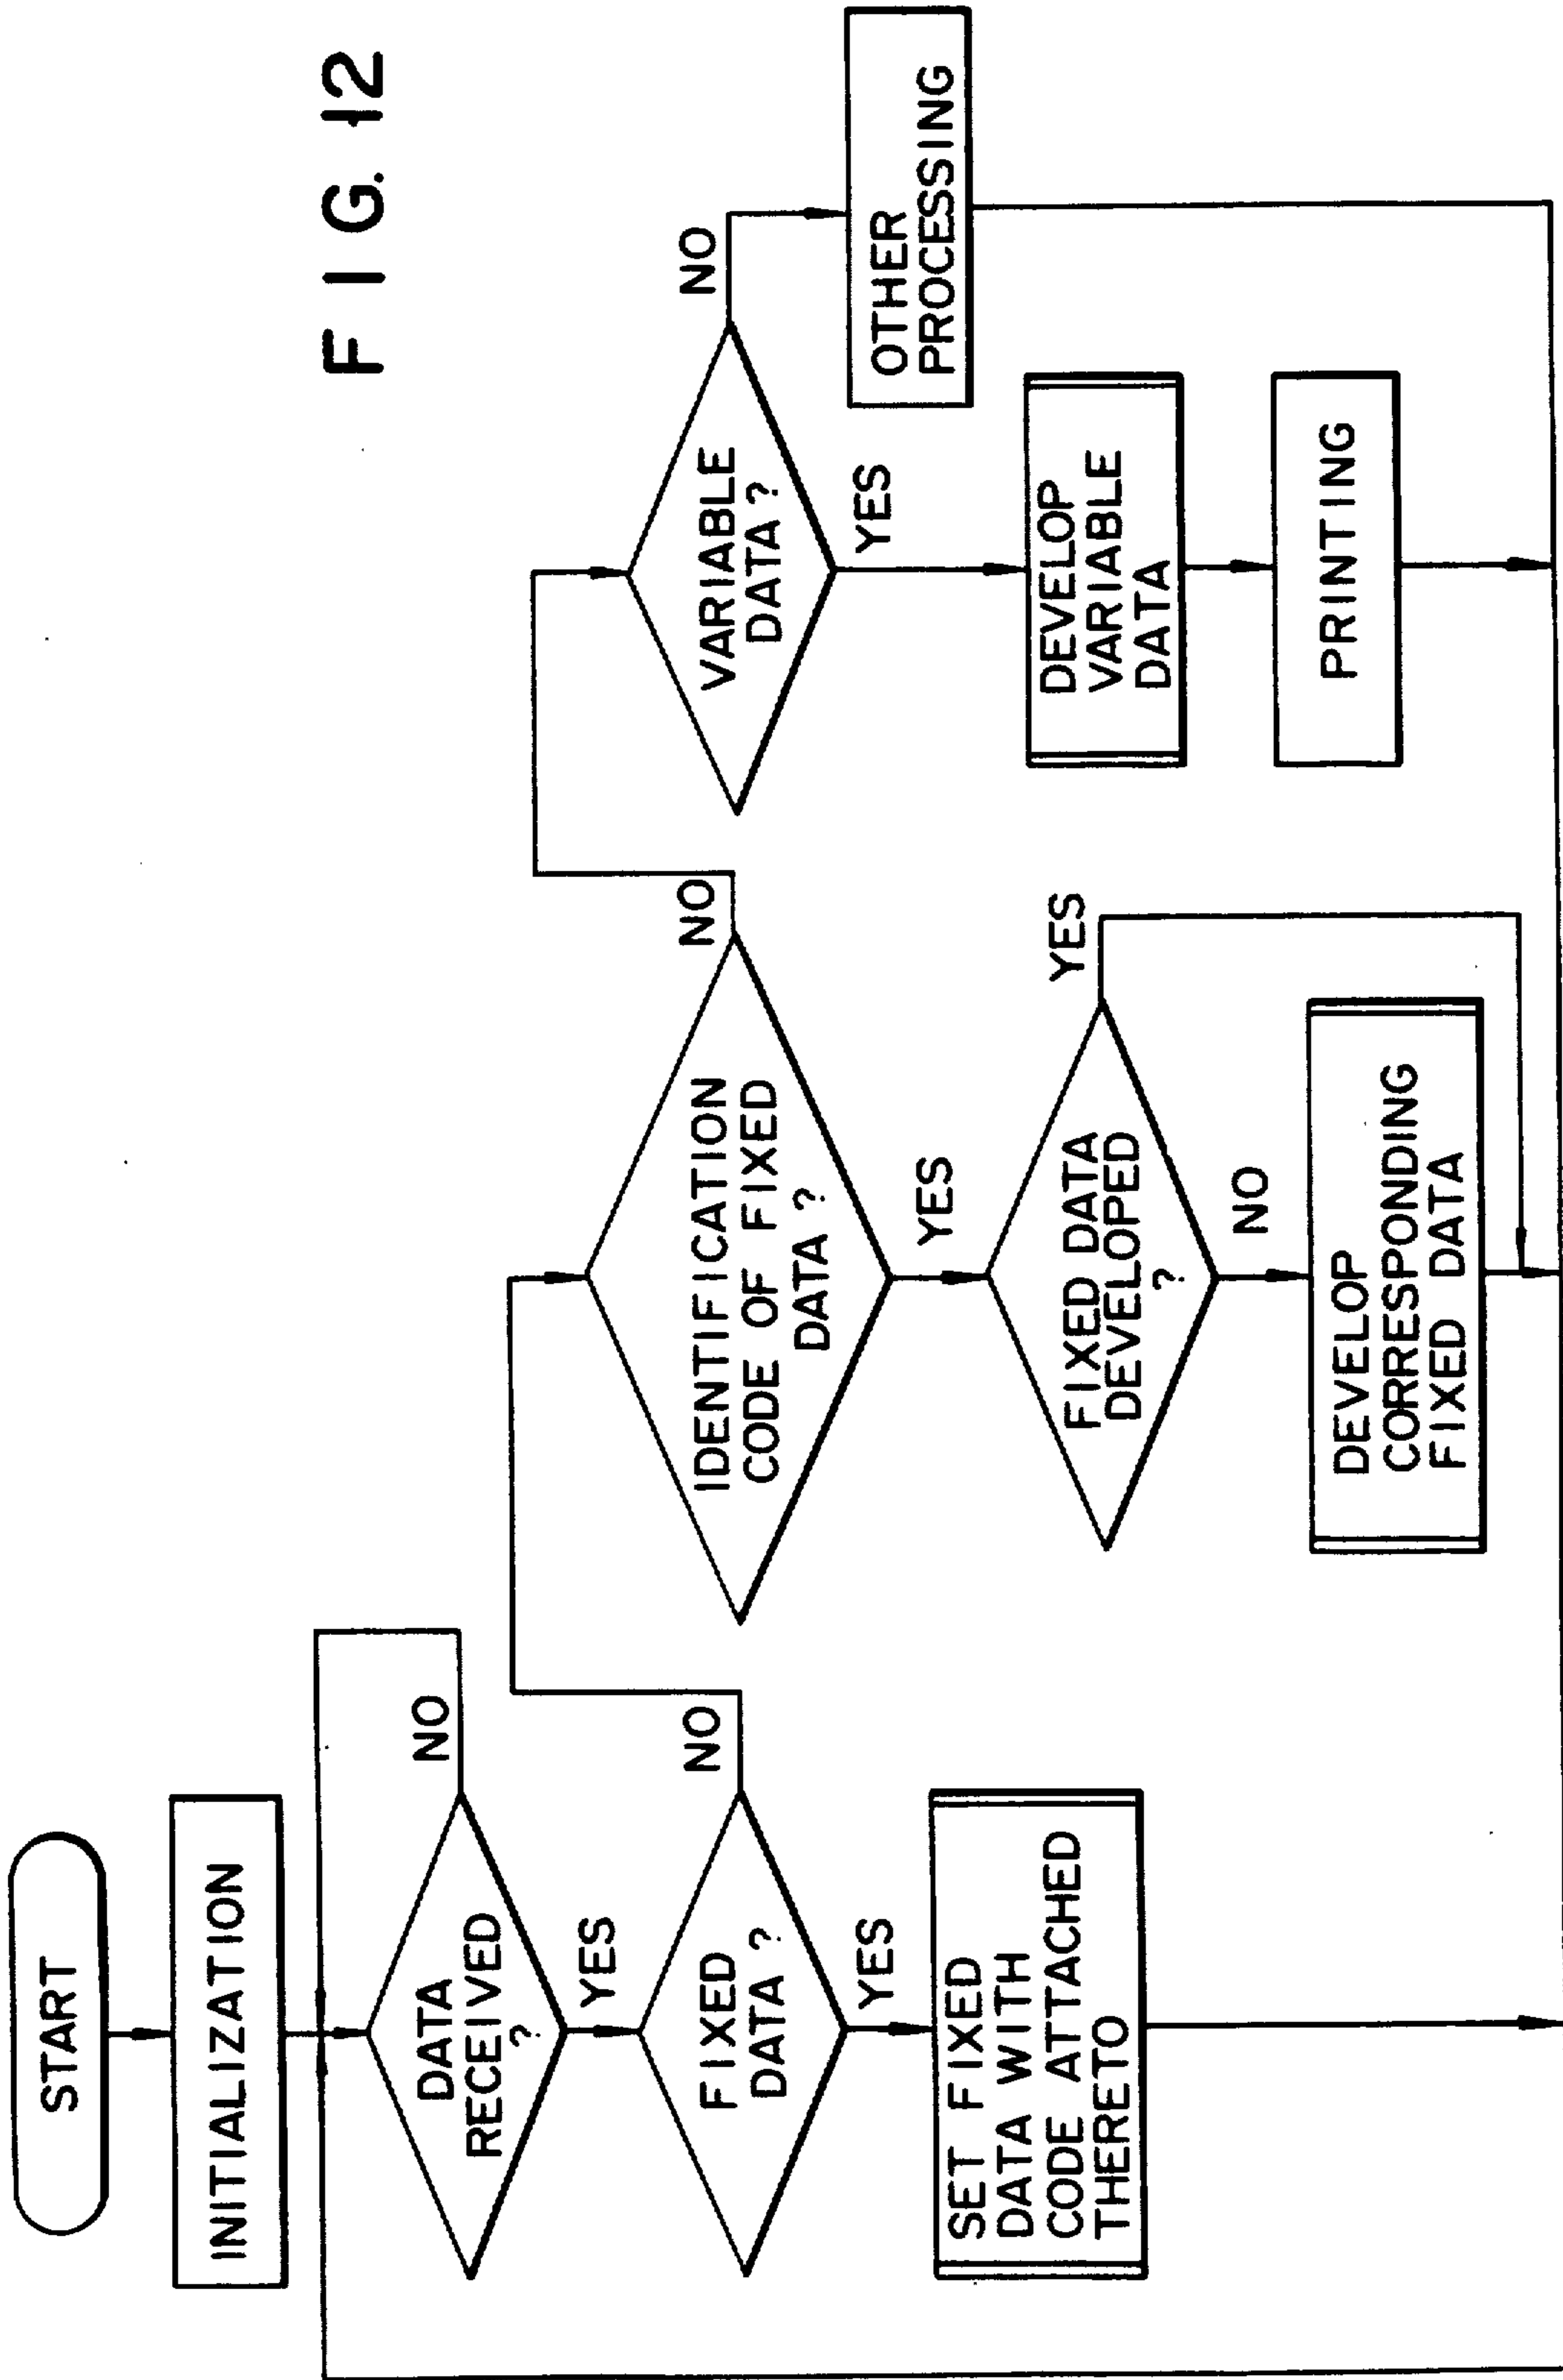 FIG. 12
START
INITIALIZATION
DATA
RECEIVED
?
NO
YES
FIXED
DATA ?
NO
YES
SET FIXED
DATA WITH
CODE ATTACHED
THERETO
IDENTIFICATION
CODE OF FIXED
DATA ?
NO
YES
FIXED DATA
DEVELOPED
?
YES
NO
DEVELOP
CORRESPONDING
FIXED DATA
VARIABLE
DATA ?
NO
YES
DEVELOP
VARIABLE
DATA
PRINTING
OTHER
PROCESSING